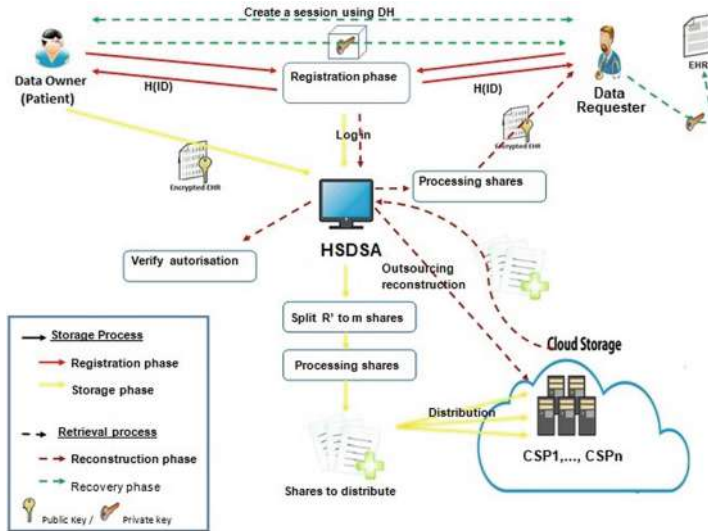 Create a session using DH
Data Owner
(Patient)
H(ID)
Registration phase
H(ID)
Data
Requester
EHR
Login
Encrypted EHR
Encrypted EHR
Processing shares
HSDSA
Verify autorisation
Outsourcing
reconstruction
Split R' to m shares
Processing shares
Cloud Storage
Distribution
CSP1,..., CSPn
Shares to distribute
Storage Process
Registration phase
Storage phase
Retrieval process
Reconstruction phase
Recovery phase
Public Key /
Private key